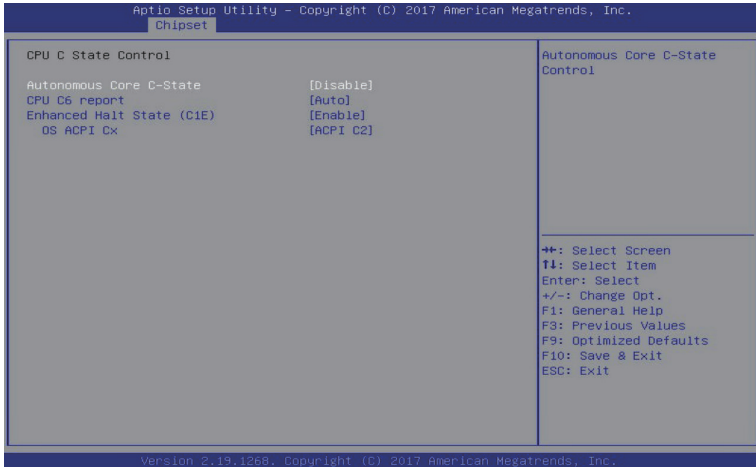 Aptio Setup Utility – Copyright (C) 2017 American Megatrends, Inc.
Chipset
CPU C State Control
Autonomous Core C-State [Disable]
CPU C6 report [Auto]
Enhanced Halt State (C1E) [Enable]
OS ACPI Cx [ACPI C2]
Autonomous Core C-State
Control
→←: Select Screen
↑↓: Select Item
Enter: Select
+/-: Change Opt.
F1: General Help
F3: Previous Values
F9: Optimized Defaults
F10: Save & Exit
ESC: Exit
Version 2.19.1268. Copyright (C) 2017 American Megatrends, Inc.